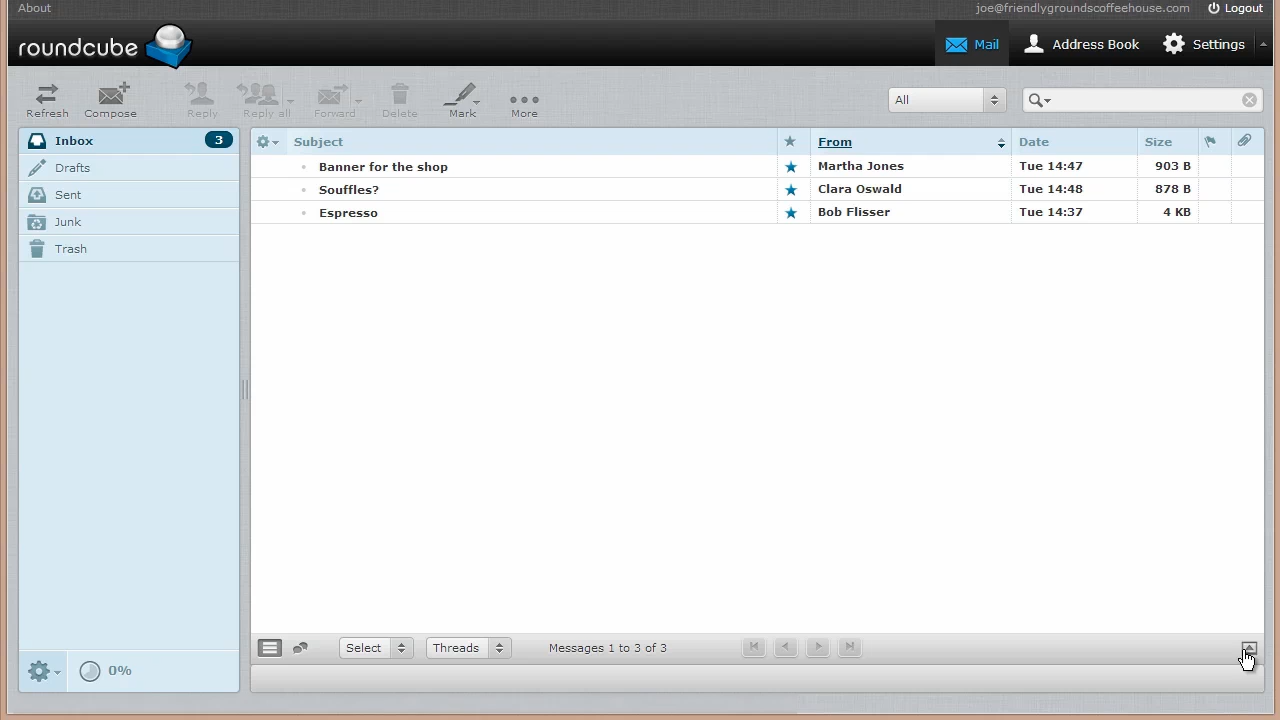 About
joe@friendlygroundscoffeehouse.com Logout
roundcube
Mail Address Book Settings
Refresh Compose Reply Reply all Forward Delete Mark More
All
Inbox 3
Drafts
Sent
Junk
Trash
Subject From Date Size
Banner for the shop Martha Jones Tue 14:47 903 B
Souffles? Clara Oswald Tue 14:48 878 B
Espresso Bob Flisser Tue 14:37 4 KB
Select Threads Messages 1 to 3 of 3
0%